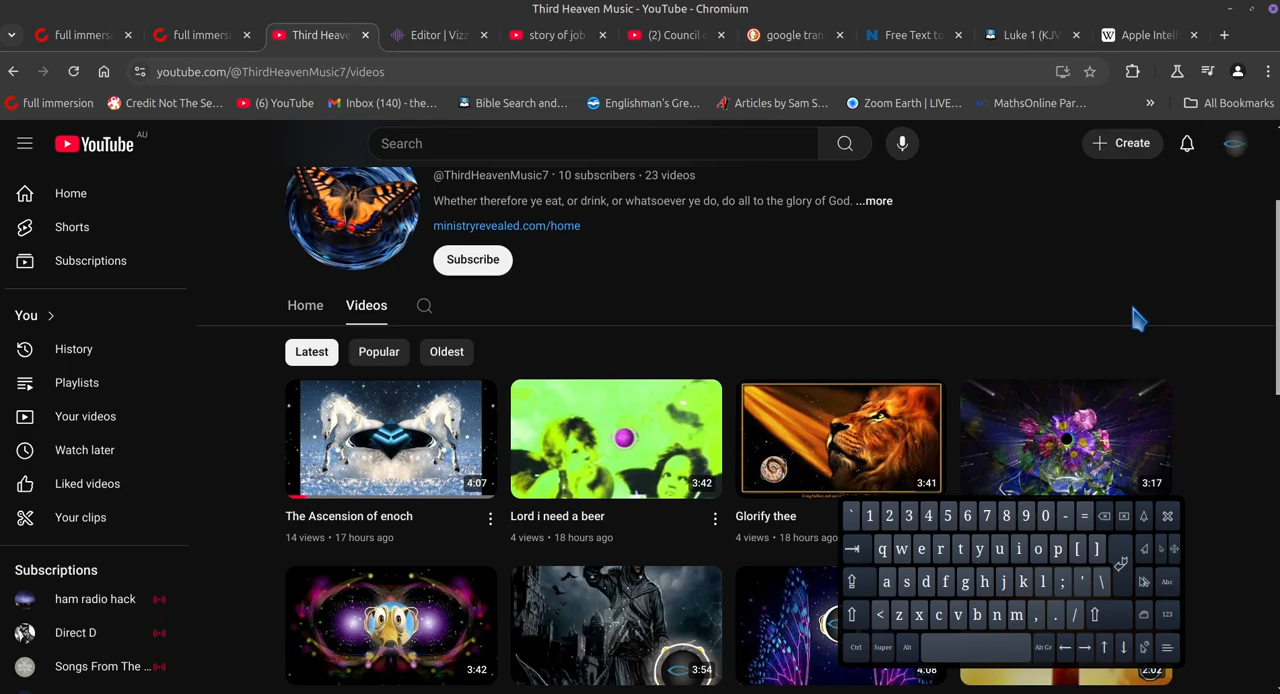 Third Heaven Music - YouTube - Chromium
full immersi
full immersi
Third Heave
Editor | Vizz
story of job
(2) Council
google tran
Free Text to
Luke 1 (KJV
Apple Intell
youtube.com/@ThirdHeavenMusic7/videos
full immersion
Credit Not The Se...
(6) YouTube
Inbox (140) - the...
Bible Search and...
Englishman's Gre...
Articles by Sam S...
Zoom Earth | LIVE...
MathsOnline Par...
»
All Bookmarks
YouTube AU
Search
Create
@ThirdHeavenMusic7 · 10 subscribers · 23 videos
Whether therefore ye eat, or drink, or whatsoever ye do, do all to the glory of God. ...more
ministryrevealed.com/home
Subscribe
Home
Shorts
Subscriptions
You
History
Playlists
Your videos
Watch later
Liked videos
Your clips
Subscriptions
ham radio hack
Direct D
Songs From The ...
Home Videos
Latest Popular Oldest
4:07
3:42
3:41
3:17
The Ascension of enoch
14 views · 17 hours ago
Lord i need a beer
4 views · 18 hours ago
Glorify thee
4 views · 18 hours ago
3:42
3:54
4:08
2:02
` 1 2 3 4 5 6 7 8 9 0 - =
q w e r t y u i o p [ ]
a s d f g h j k l ; ' \ Abc
< z x c v b n m , . / 123
Ctrl Super Alt Alt Gr